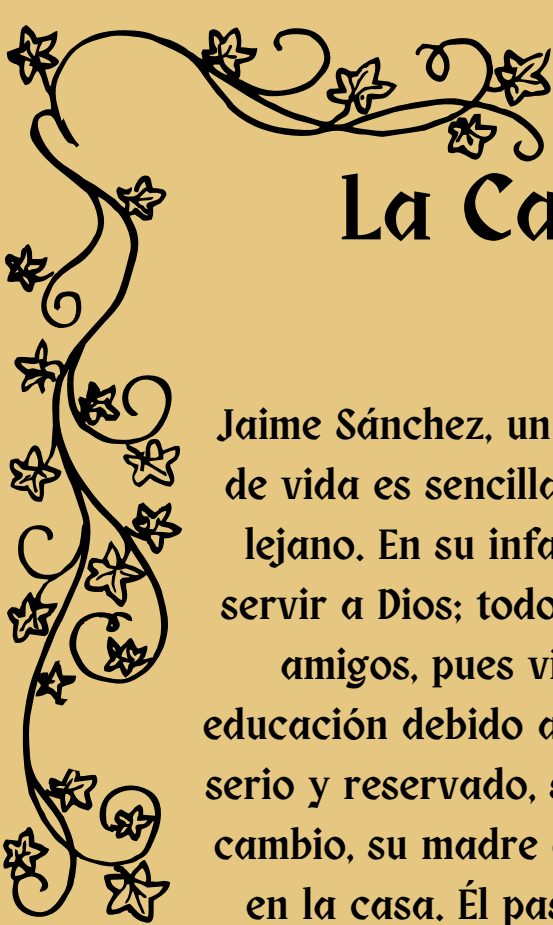 La Ca
Jaime Sánchez, un
de vida es sencilla
lejano. En su infa
servir a Dios; todo
amigos, pues vi
educación debido a
serio y reservado, s
cambio, su madre
en la casa. Él pas